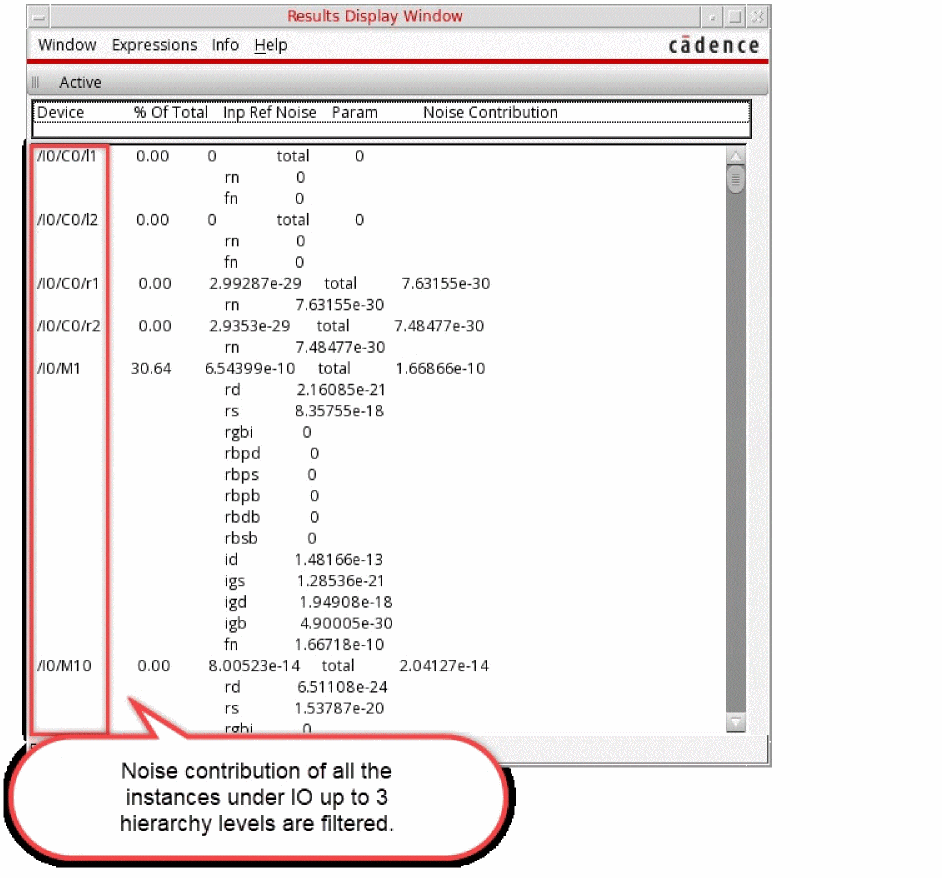 Results Display Window
Window Expressions Info Help cādence
Active
Device % Of Total Inp Ref Noise Param Noise Contribution
/I0/C0/l1 0.00 0 total 0
rn 0
fn 0
/I0/C0/l2 0.00 0 total 0
rn 0
fn 0
/I0/C0/r1 0.00 2.99287e-29 total 7.63155e-30
rn 7.63155e-30
/I0/C0/r2 0.00 2.9353e-29 total 7.48477e-30
rn 7.48477e-30
/I0/M1 30.64 6.54399e-10 total 1.66866e-10
rd 2.16085e-21
rs 8.35755e-18
rgbi 0
rbpd 0
rbps 0
rbpb 0
rbdb 0
rbsb 0
id 1.48166e-13
igs 1.28536e-21
igd 1.94908e-18
igb 4.90005e-30
fn 1.66718e-10
/I0/M10 0.00 8.00523e-14 total 2.04127e-14
rd 6.51108e-24
rs 1.53787e-20
rgbi 0
Noise contribution of all the
instances under IO up to 3
hierarchy levels are filtered.